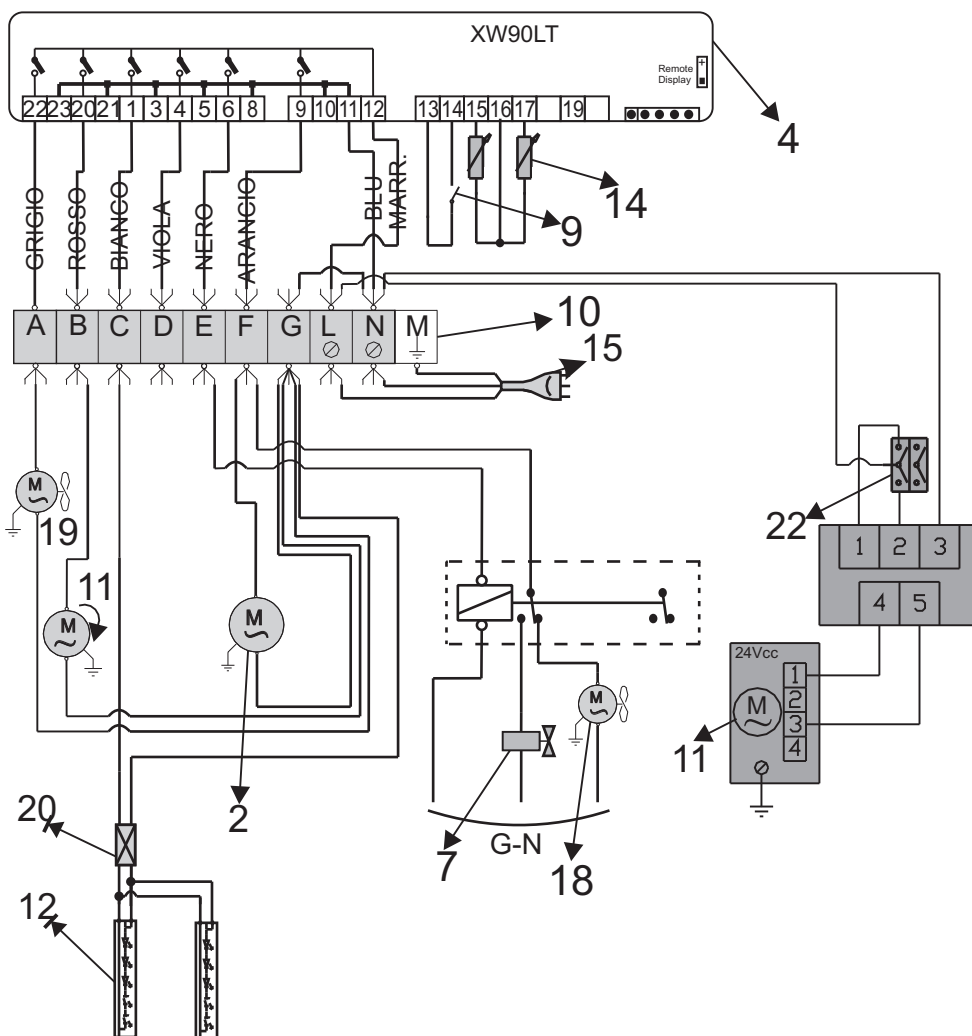 XW90LT
Remote
Display
+
22 23 20 21 1 3 4 5 6 8 9 10 11 12 13 14 15 16 17 19
4
14
9
GRIGIO
ROSSO
BIANCO
VIOLA
NERO
ARANCIO
BLU
MARR.
A B C D E F G L N M
10
15
M
19
22
1 2 3
4 5
11
M
M
2
24Vcc
M
1
2
3
4
11
M
20
7
G-N
18
12